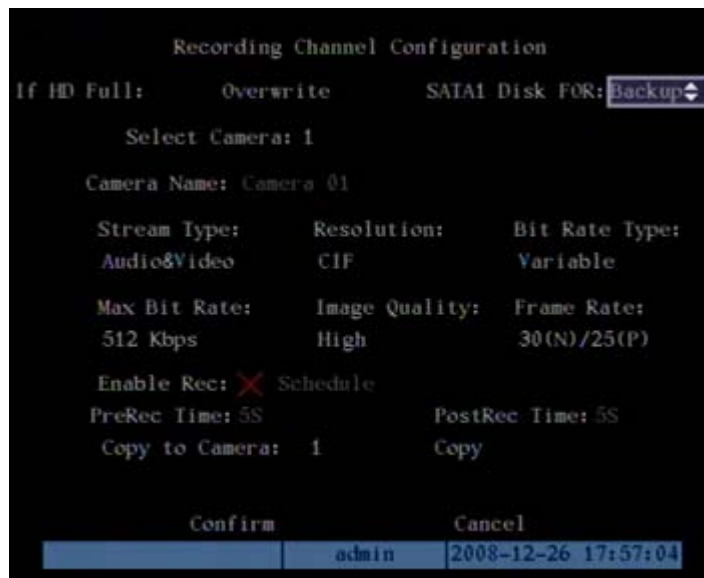 Recording Channel Configuration
If HD Full: Overwrite SATA1 Disk FOR: Backup
Select Camera: 1
Camera Name: Camera 01
Stream Type: Resolution: Bit Rate Type:
Audio&Video CIF Variable
Max Bit Rate: Image Quality: Frame Rate:
512 Kbps High 30(N)/25(P)
Enable Rec: Schedule
PreRec Time: 5S PostRec Time: 5S
Copy to Camera: 1 Copy
Confirm Cancel
admin 2008-12-26 17:57:04